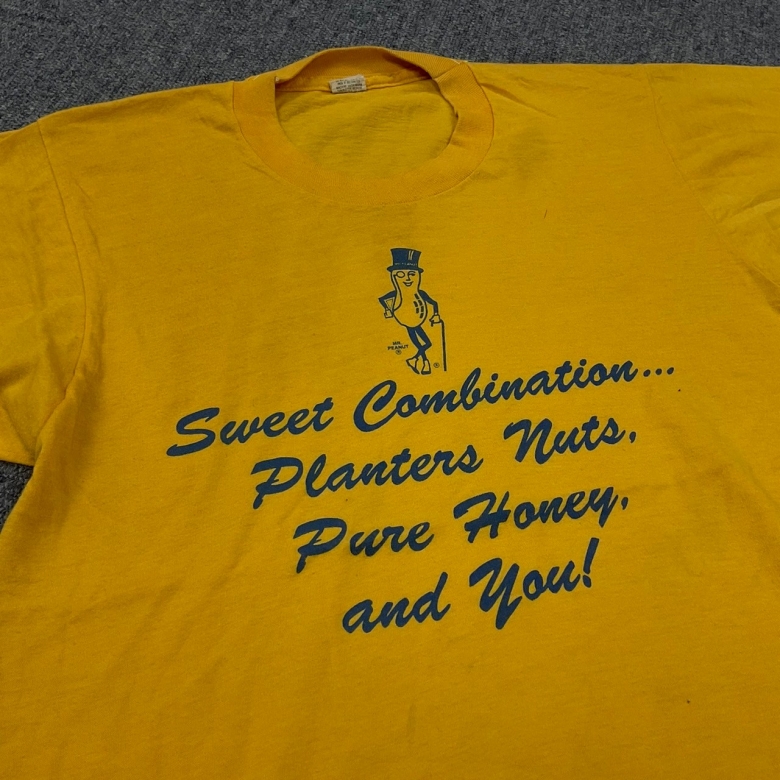 MR.
PEANUT
®
®
Sweet Combination...
Planters Nuts,
Pure Honey,
and You!